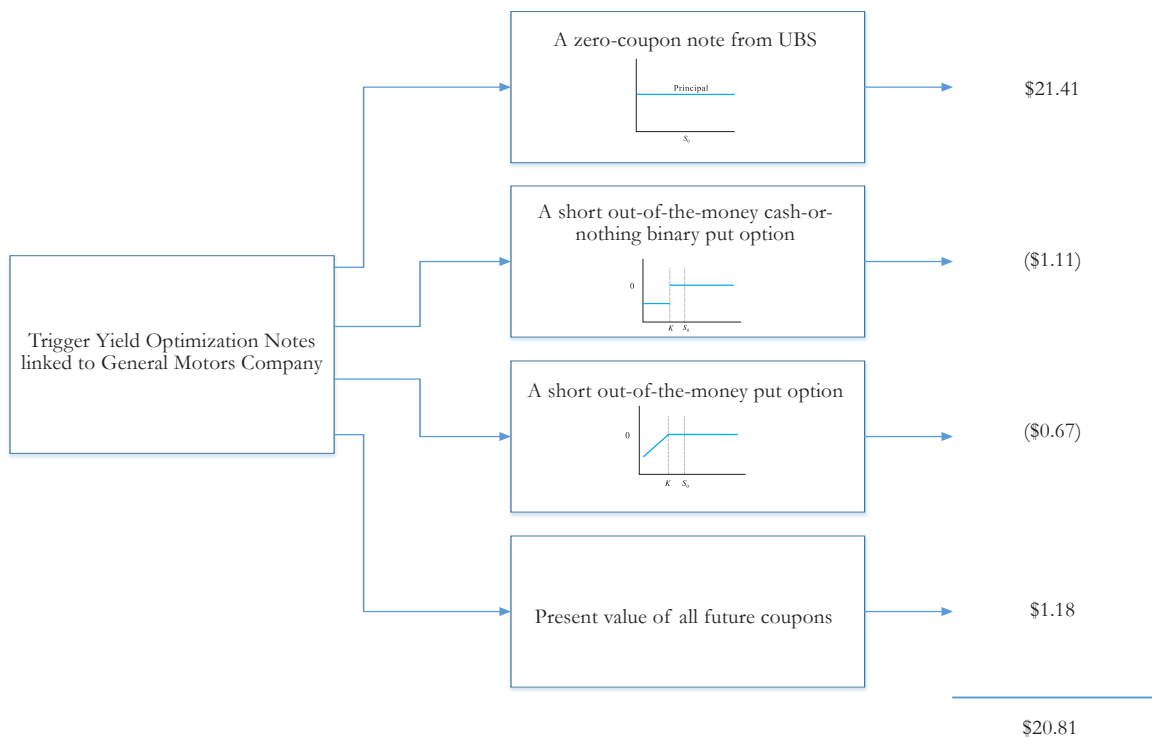 A zero-coupon note from UBS
Principal
S0
$21.41
A short out-of-the-money cash-or-
nothing binary put option
0
K S0
($1.11)
Trigger Yield Optimization Notes
linked to General Motors Company
A short out-of-the-money put option
0
K S0
($0.67)
Present value of all future coupons
$1.18
$20.81